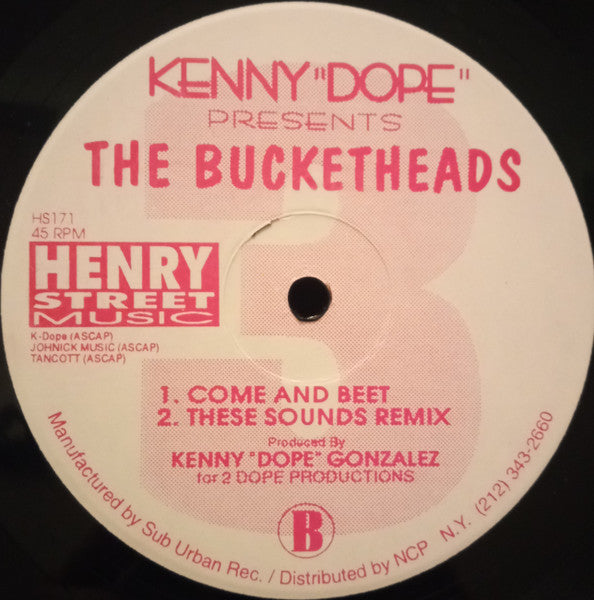 KENNY "DOPE"
PRESENTS
THE BUCKETHEADS
HS171
45 RPM
HENRY
STREET
MUSIC
K-Dope (ASCAP)
JOHNICK MUSIC (ASCAP)
TANCOTT (ASCAP)
3
1. COME AND BEET
2. THESE SOUNDS REMIX
Produced By
KENNY "DOPE" GONZALEZ
for 2 DOPE PRODUCTIONS
B
Manufactured by Sub Urban Rec. / Distributed by NCP N.Y. (212) 343-2660